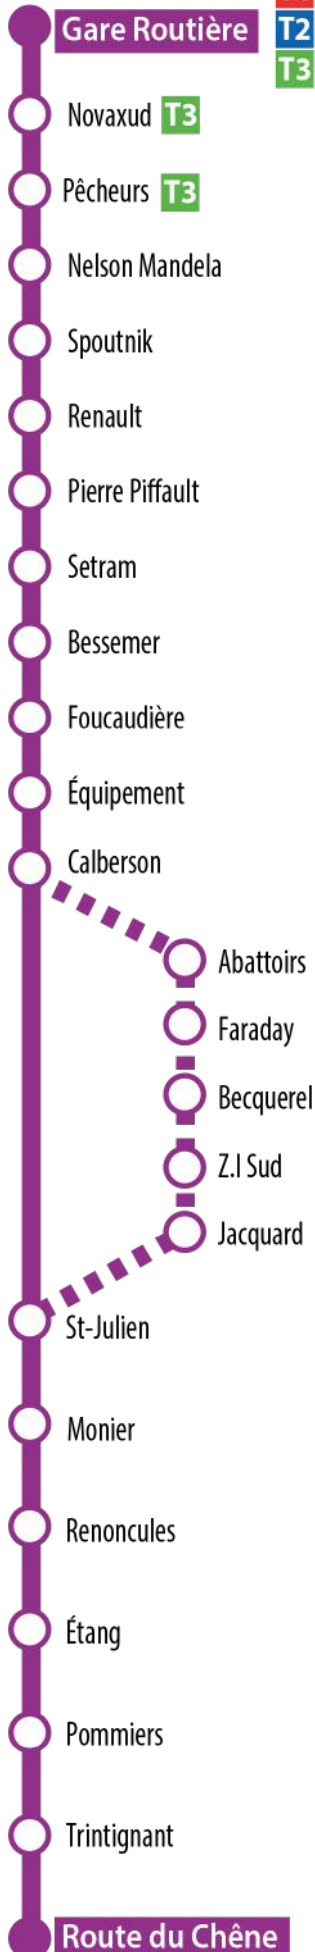 Gare Routière T2
T3
Novaxud T3
Pêcheurs T3
Nelson Mandela
Spoutnik
Renault
Pierre Piffault
Setram
Bessemer
Foucaudière
Équipement
Calberson
Abattoirs
Faraday
Becquerel
Z.I Sud
Jacquard
St-Julien
Monier
Renoncules
Étang
Pommiers
Trintignant
Route du Chêne